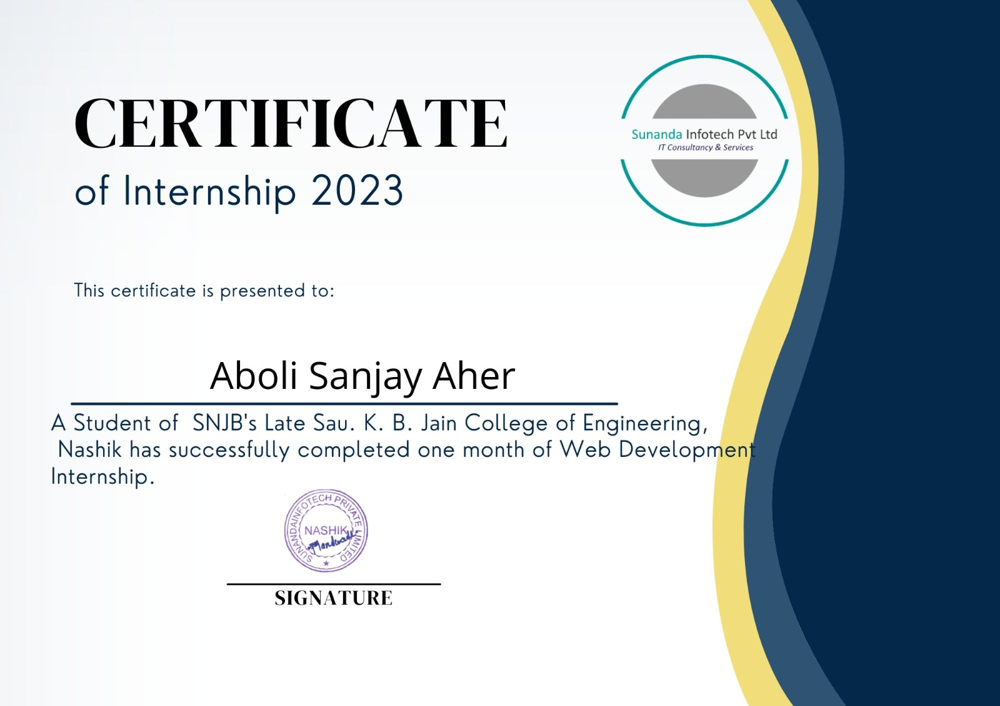 CERTIFICATE
of Internship 2023
Sunanda Infotech Pvt Ltd
IT Consultancy & Services
This certificate is presented to:
Aboli Sanjay Aher
A Student of  SNJB's Late Sau. K. B. Jain College of Engineering,
Nashik has successfully completed one month of Web Development
Internship.
SUNANDAINFOTECH PRIVATE LIMITED
NASHIK
SIGNATURE